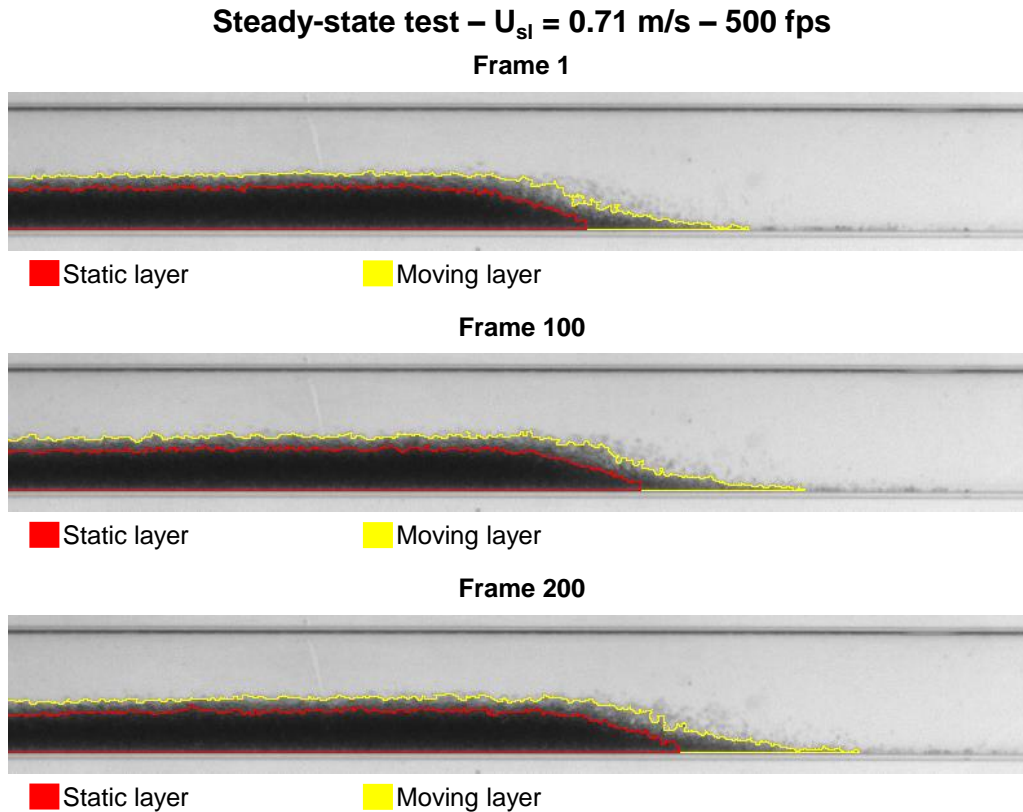 Steady-state test – Usl = 0.71 m/s – 500 fps
Frame 1
Static layer Moving layer
Frame 100
Static layer Moving layer
Frame 200
Static layer Moving layer